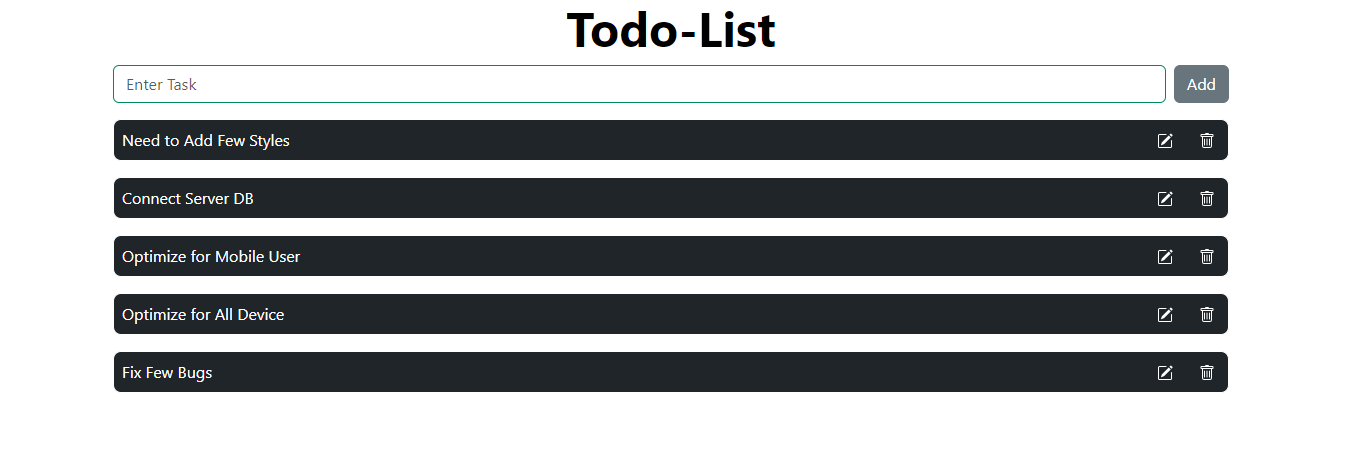 Todo-List
Enter Task
Add
Need to Add Few Styles
Connect Server DB
Optimize for Mobile User
Optimize for All Device
Fix Few Bugs